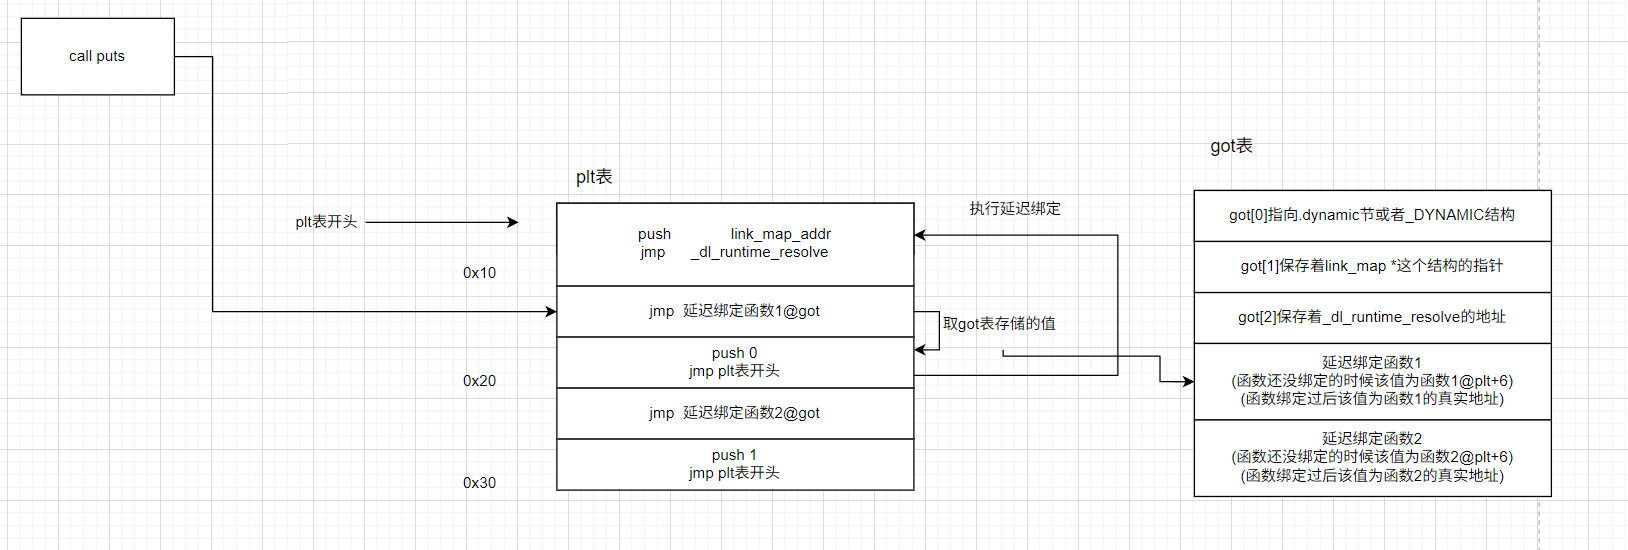 call puts
got表
plt表
plt表开头
执行延迟绑定
push link_map_addr
jmp _dl_runtime_resolve
0x10
jmp 延迟绑定函数1@got
取got表存储的值
push 0
jmp plt表开头
0x20
jmp 延迟绑定函数2@got
push 1
jmp plt表开头
0x30
got[0]指向.dynamic节或者_DYNAMIC结构
got[1]保存着link_map *这个结构的指针
got[2]保存着_dl_runtime_resolve的地址
延迟绑定函数1
(函数还没绑定的时候该值为函数1@plt+6)
(函数绑定过后该值为函数1的真实地址)
延迟绑定函数2
(函数还没绑定的时候该值为函数2@plt+6)
(函数绑定过后该值为函数2的真实地址)